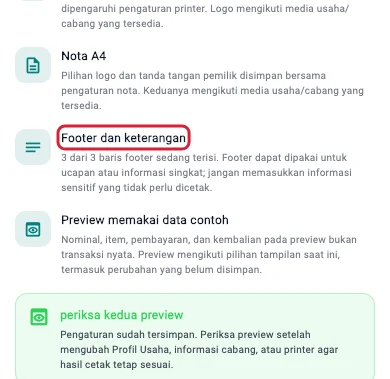 dipengaruhi pengaturan printer. Logo mengikuti media usaha/
cabang yang tersedia.
Nota A4
Pilihan logo dan tanda tangan pemilik disimpan bersama
pengaturan nota. Keduanya mengikuti media usaha/cabang yang
tersedia.
Footer dan keterangan
3 dari 3 baris footer sedang terisi. Footer dapat dipakai untuk
ucapan atau informasi singkat; jangan memasukkan informasi
sensitif yang tidak perlu dicetak.
Preview memakai data contoh
Nominal, item, pembayaran, dan kembalian pada preview bukan
transaksi nyata. Preview mengikuti pilihan tampilan saat ini,
termasuk perubahan yang belum disimpan.
periksa kedua preview
Pengaturan sudah tersimpan. Periksa preview setelah
mengubah Profil Usaha, informasi cabang, atau printer agar
hasil cetak tetap sesuai.